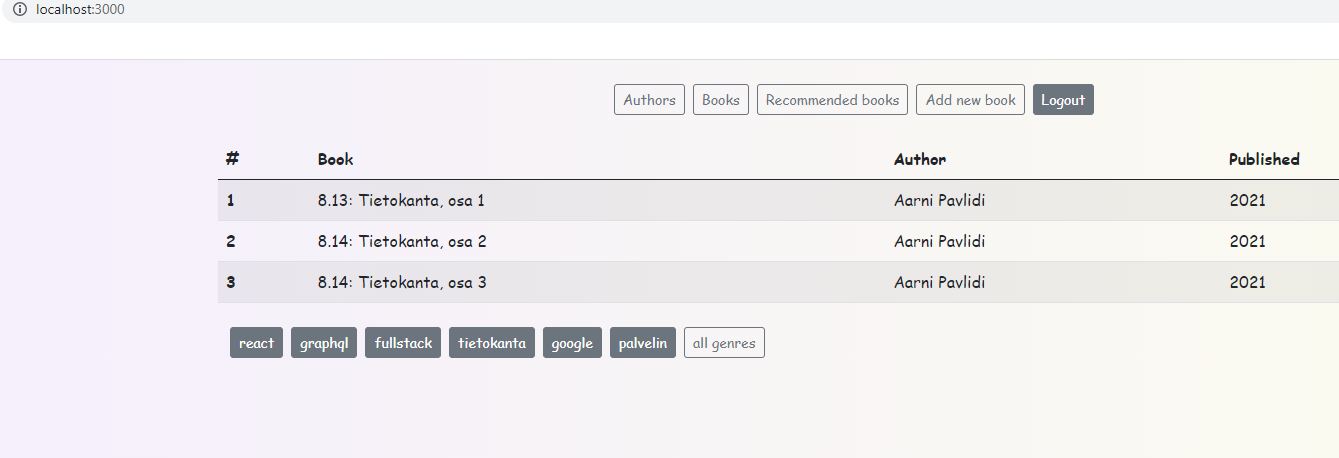 localhost:3000
Authors Books Recommended books Add new book Logout
# Book Author Published
1 8.13: Tietokanta, osa 1 Aarni Pavlidi 2021
2 8.14: Tietokanta, osa 2 Aarni Pavlidi 2021
3 8.14: Tietokanta, osa 3 Aarni Pavlidi 2021
react graphql fullstack tietokanta google palvelin all genres